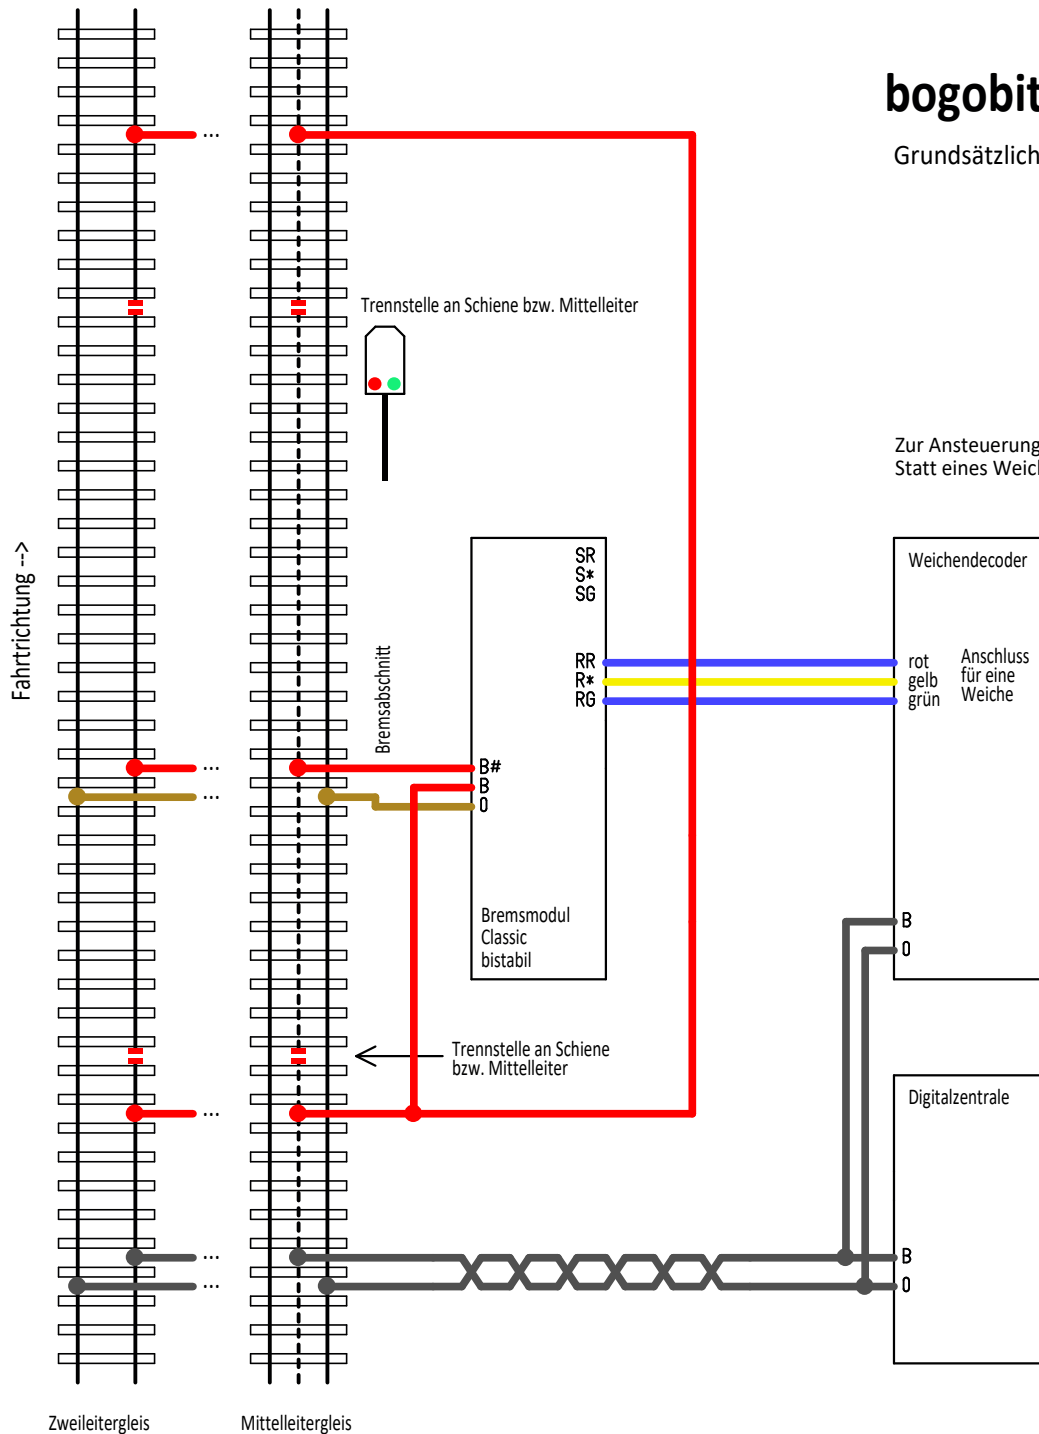 bogobit
Grundsätzlich
...
Trennstelle an Schiene bzw. Mittelleiter
Zur Ansteuerung
Statt eines Weich
Fahrtrichtung -->
Bremsabschnitt
SR
S*
SG
RR
R*
RG
B#
B
0
Bremsmodul
Classic
bistabil
Weichendecoder
rot
gelb
grün
Anschluss
für eine
Weiche
B
0
...
...
Trennstelle an Schiene
bzw. Mittelleiter
...
Digitalzentrale
B
0
...
...
Zweileitergleis
Mittelleitergleis